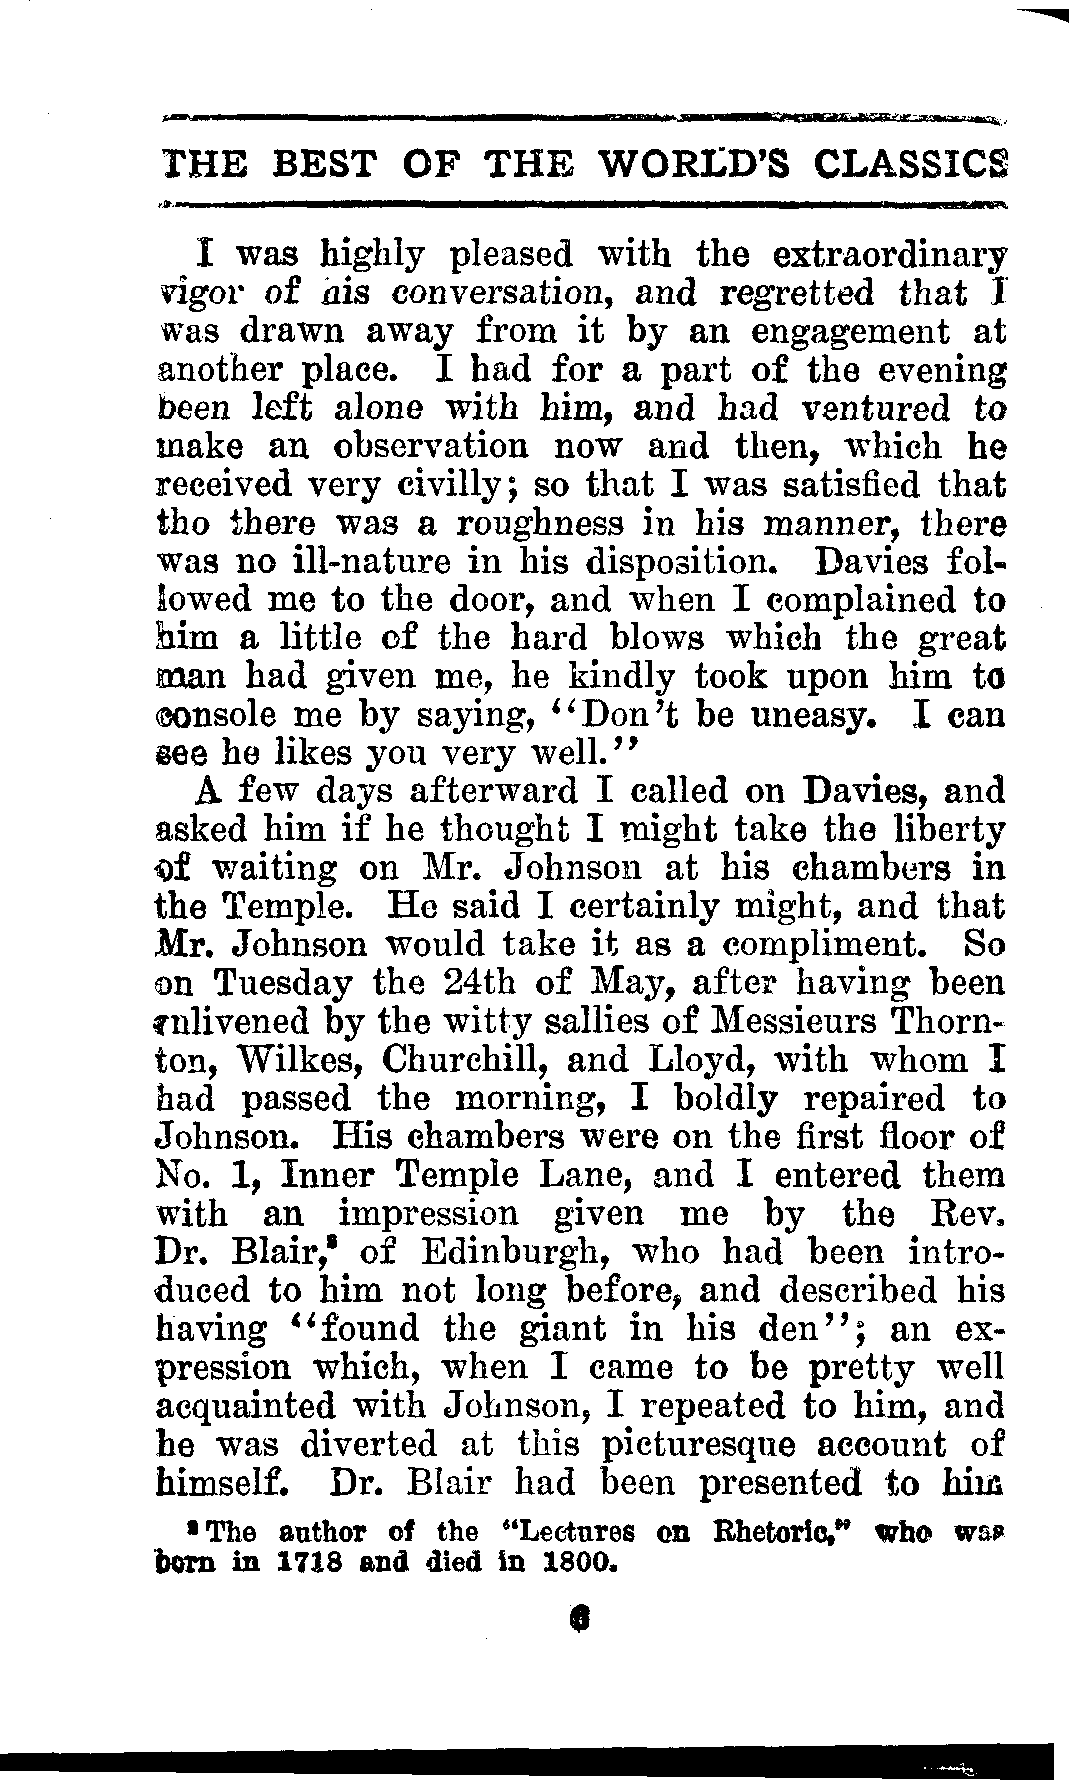 THE BEST OF THE WORLD'S CLASSICS
I was highly pleased with the extraordinary
vigor of his conversation, and regretted that I
was drawn away from it by an engagement at
another place. I had for a part of the evening
been left alone with him, and had ventured to
make an observation now and then, which he
received very civilly; so that I was satisfied that
tho there was a roughness in his manner, there
was no ill-nature in his disposition. Davies fol-
lowed me to the door, and when I complained to
him a little of the hard blows which the great
man had given me, he kindly took upon him to
console me by saying, "Don't be uneasy. I can
see he likes you very well."
A few days afterward I called on Davies, and
asked him if he thought I might take the liberty
of waiting on Mr. Johnson at his chambers in
the Temple. He said I certainly might, and that
Mr. Johnson would take it as a compliment. So
on Tuesday the 24th of May, after having been
enlivened by the witty sallies of Messieurs Thorn-
ton, Wilkes, Churchill, and Lloyd, with whom I
had passed the morning, I boldly repaired to
Johnson. His chambers were on the first floor of
No. 1, Inner Temple Lane, and I entered them
with an impression given me by the Rev.
Dr. Blair, of Edinburgh, who had been intro-
duced to him not long before, and described his
having "found the giant in his den"; an ex-
pression which, when I came to be pretty well
acquainted with Johnson, I repeated to him, and
he was diverted at this picturesque account of
himself. Dr. Blair had been presented to him
The author of the "Lectures on Rhetoric," who was
born in 1718 and died in 1800.
6